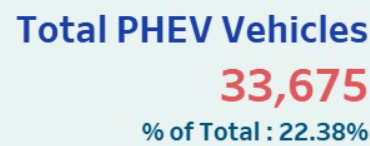 Total PHEV Vehicles
33,675
% of Total : 22.38%